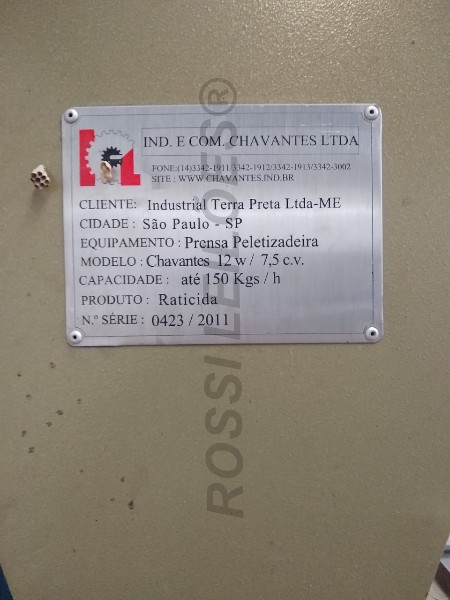 IND. E COM. CHAVANTES LTDA
FONE:(14)3342-1911/3342-1912/3342-1913/3342-3002
SITE : WWW.CHAVANTES.IND.BR
CLIENTE: Industrial Terra Preta Ltda-ME
CIDADE : São Paulo - SP
EQUIPAMENTO : Prensa Peletizadeira
MODELO : Chavantes 12 w / 7,5 c.v.
CAPACIDADE : até 150 Kgs / h
PRODUTO : Raticida
N.º SÉRIE : 0423 / 2011
ROSSI LEILÕES®